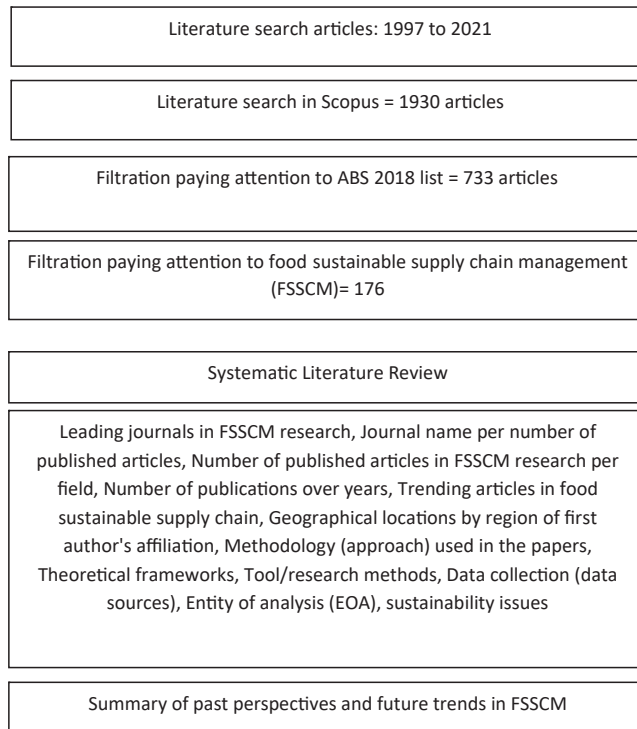 Literature search articles: 1997 to 2021
Literature search in Scopus = 1930 articles
Filtration paying attention to ABS 2018 list = 733 articles
Filtration paying attention to food sustainable supply chain management
(FSSCM)= 176
Systematic Literature Review
Leading journals in FSSCM research, Journal name per number of
published articles, Number of published articles in FSSCM research per
field, Number of publications over years, Trending articles in food
sustainable supply chain, Geographical locations by region of first
author's affiliation, Methodology (approach) used in the papers,
Theoretical frameworks, Tool/research methods, Data collection (data
sources), Entity of analysis (EOA), sustainability issues
Summary of past perspectives and future trends in FSSCM